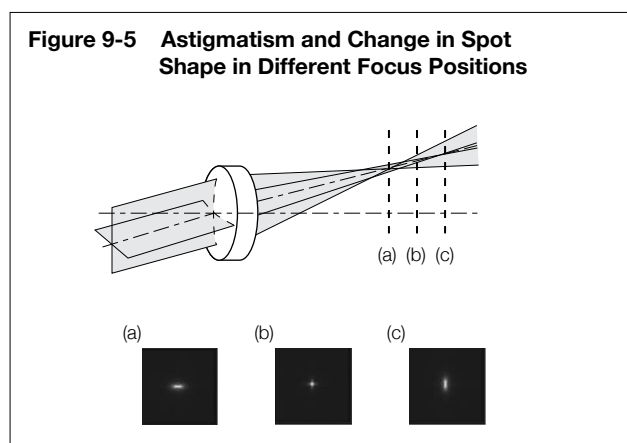 Figure 9-5 Astigmatism and Change in Spot
Shape in Different Focus Positions
(a) (b) (c)
(a) (b) (c)